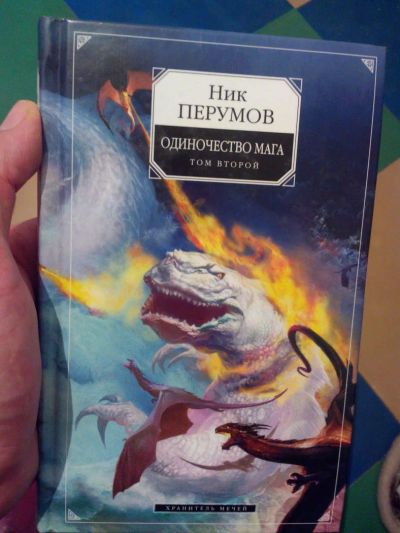 Ник
ПЕРУМОВ
ОДИНОЧЕСТВО МАГА
ТОМ ВТОРОЙ
ХРАНИТЕЛЬ МЕЧЕЙ